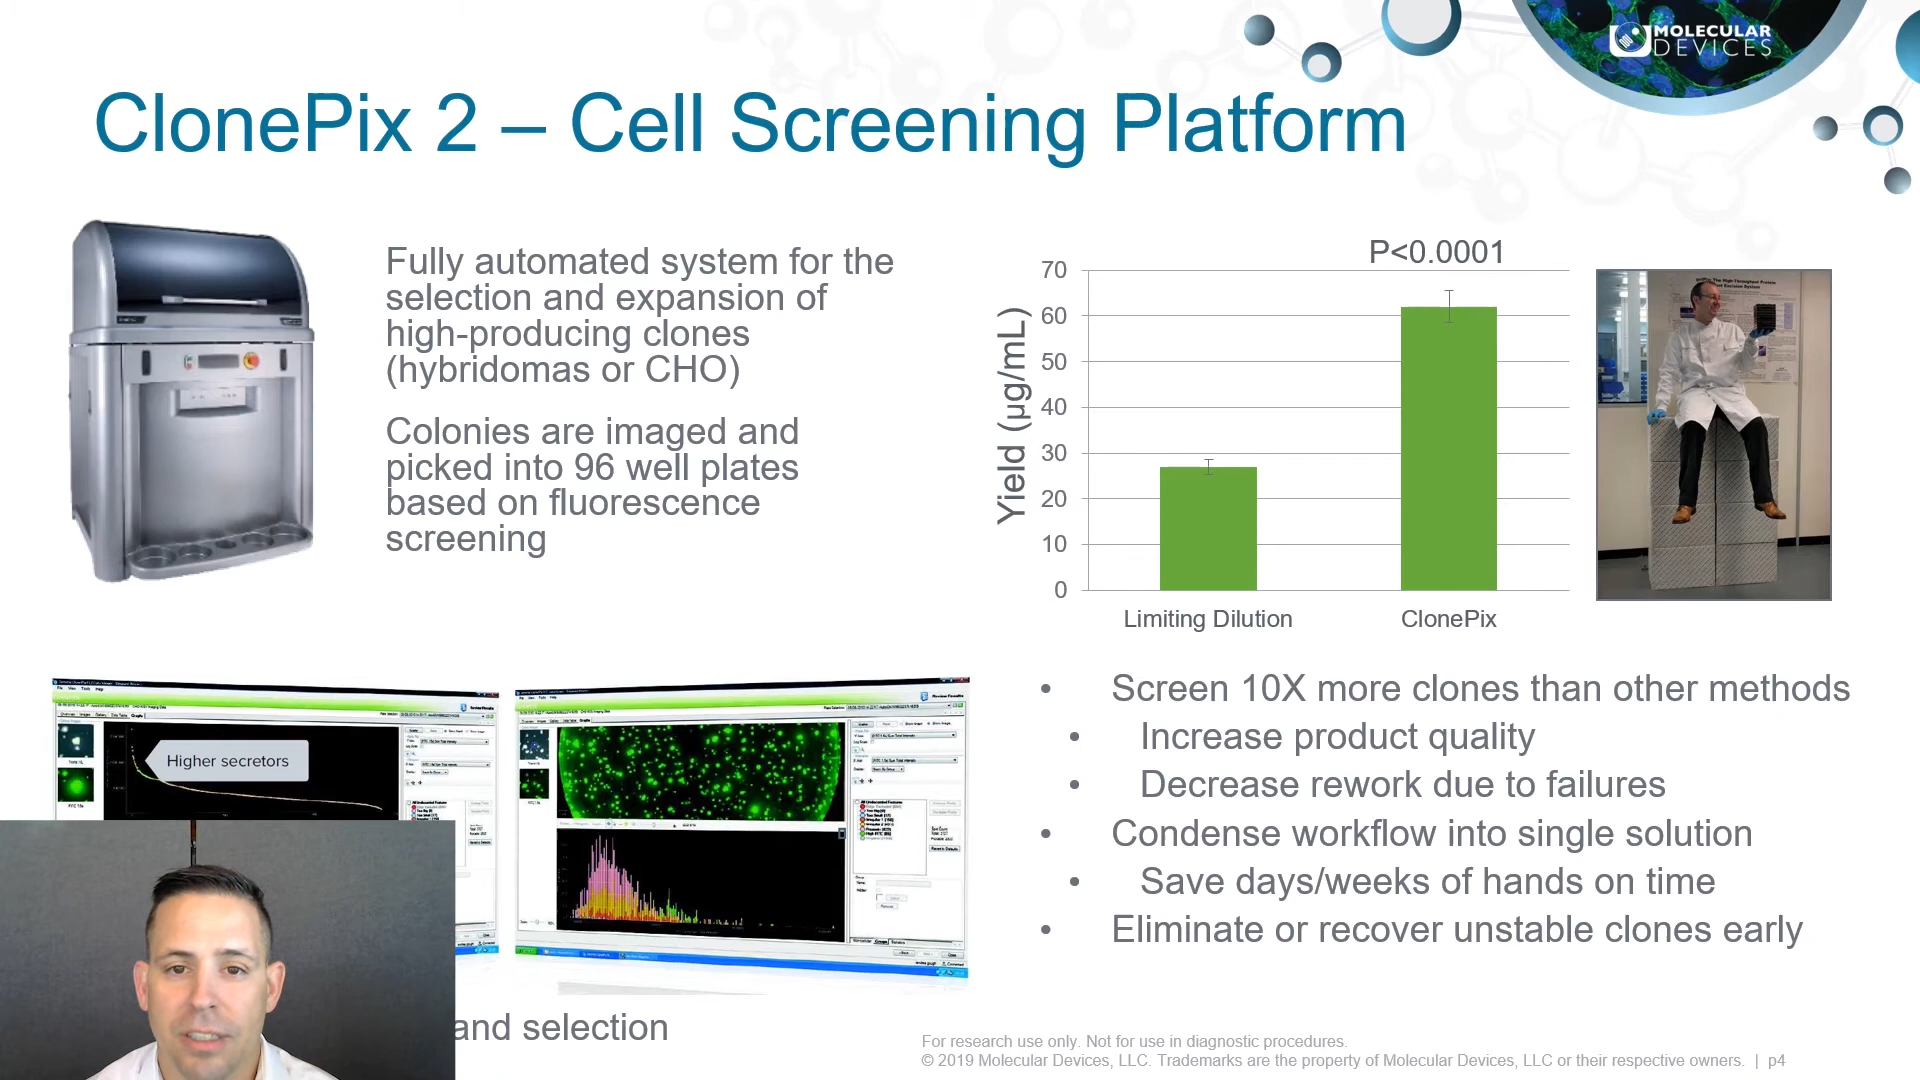 MOLECULAR
DEVICES
ClonePix 2 – Cell Screening Platform
Fully automated system for the
selection and expansion of
high-producing clones
(hybridomas or CHO)
Colonies are imaged and
picked into 96 well plates
based on fluorescence
screening
P<0.0001
Yield (µg/mL)
70
60
50
40
30
20
10
0
Limiting Dilution
ClonePix
Higher secretors
• Screen 10X more clones than other methods
• Increase product quality
• Decrease rework due to failures
• Condense workflow into single solution
• Save days/weeks of hands on time
• Eliminate or recover unstable clones early
and selection
For research use only. Not for use in diagnostic procedures.
© 2019 Molecular Devices, LLC. Trademarks are the property of Molecular Devices, LLC or their respective owners. | p4